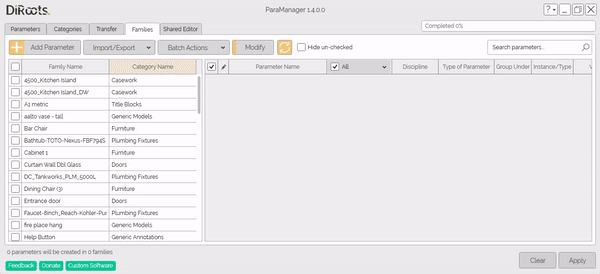 DiRoots.
ParaManager 1.4.0.0
Parameters Categories Transfer Families Shared Editor
Completed 0%
Add Parameter Import/Export Batch Actions Modify Hide un-checked Search parameters..
Family Name Category Name Parameter Name All Discipline Type of Parameter Group Under Instance/Type V
4500_Kitchen Island Casework
4500_Kitchen Island_DW Casework
A1 metric Title Blocks
aalto vase - tall Generic Models
Bar Chair Furniture
Bathtub-TOTO-Nexus-FBF794S Plumbing Fixtures
Cabinet 1 Furniture
Curtain Wall Dbl Glass Doors
DC_Tankworks_PLM_5000L Plumbing Fixtures
Dining Chair (3) Furniture
Entrance door Doors
Faucet-8inch_Reach-Kohler-Pu Plumbing Fixtures
fire place hang Generic Models
Help Button Generic Annotations
0 parameters will be created in 0 families
Feedback Donate Custom Software Clear Apply